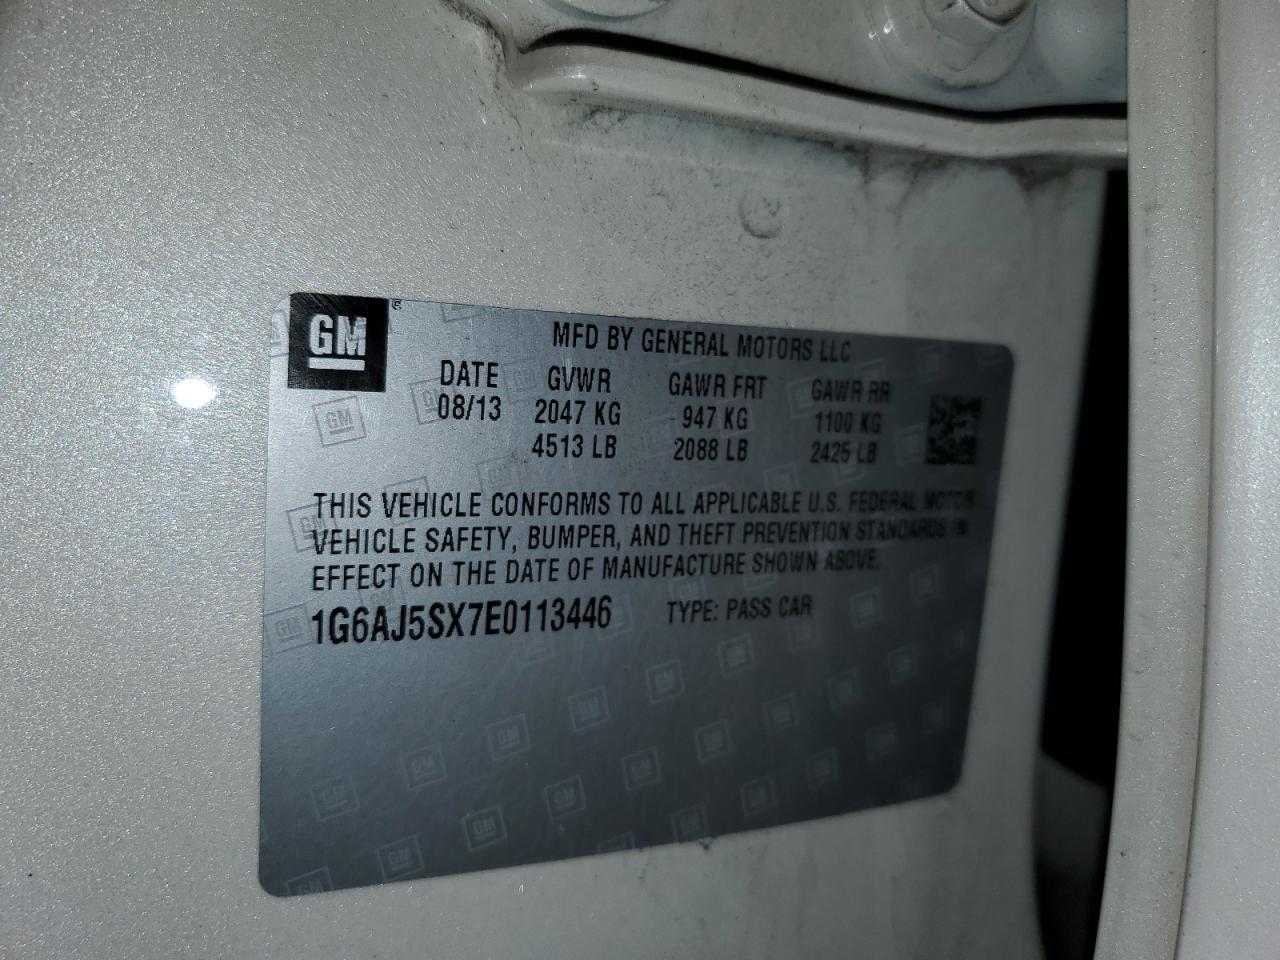 GM
MFD BY GENERAL MOTORS LLC
DATE GVWR GAWR FRT GAWR RR
08/13 2047 KG 947 KG 1100 KG
4513 LB 2088 LB 2425 LB
THIS VEHICLE CONFORMS TO ALL APPLICABLE U.S. FEDERAL MOTOR
VEHICLE SAFETY, BUMPER, AND THEFT PREVENTION STANDARDS IN
EFFECT ON THE DATE OF MANUFACTURE SHOWN ABOVE.
1G6AJ5SX7E0113446 TYPE: PASS CAR